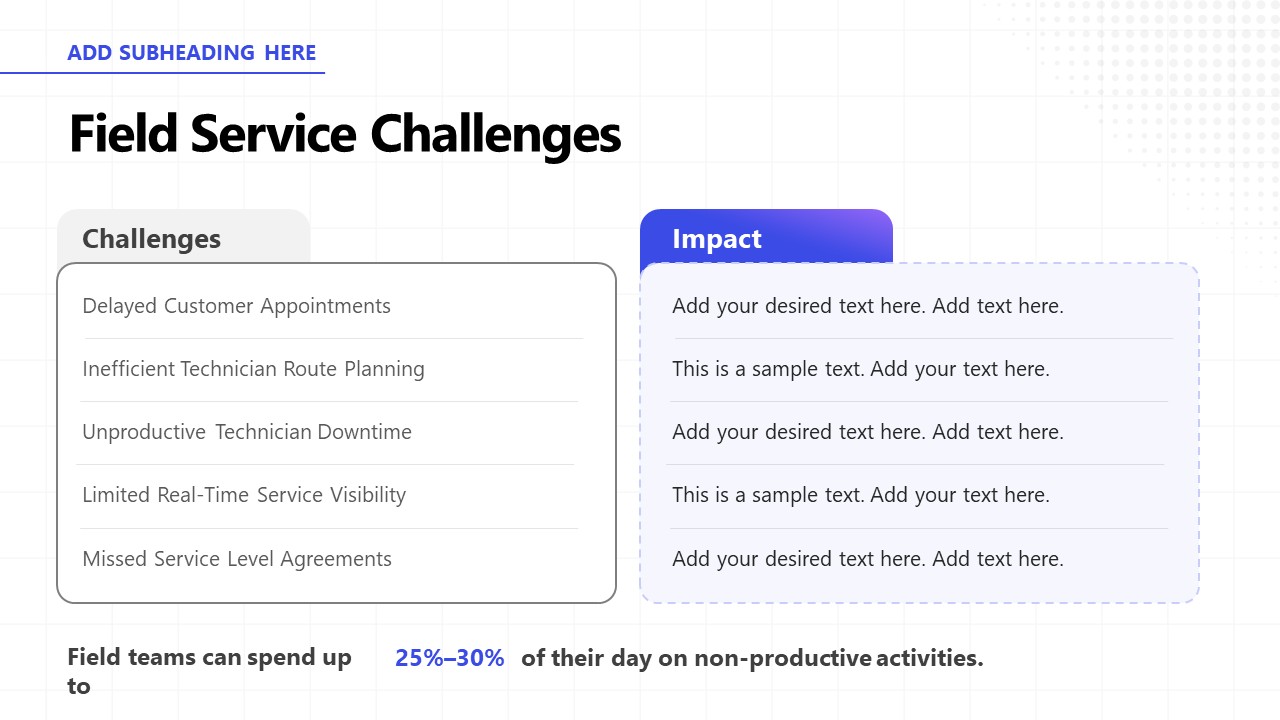 ADD SUBHEADING HERE
Field Service Challenges
Challenges
Delayed Customer Appointments
Inefficient Technician Route Planning
Unproductive Technician Downtime
Limited Real-Time Service Visibility
Missed Service Level Agreements
Impact
Add your desired text here. Add text here.
This is a sample text. Add your text here.
Add your desired text here. Add text here.
This is a sample text. Add your text here.
Add your desired text here. Add text here.
Field teams can spend up
to
25%–30%
of their day on non-productive activities.